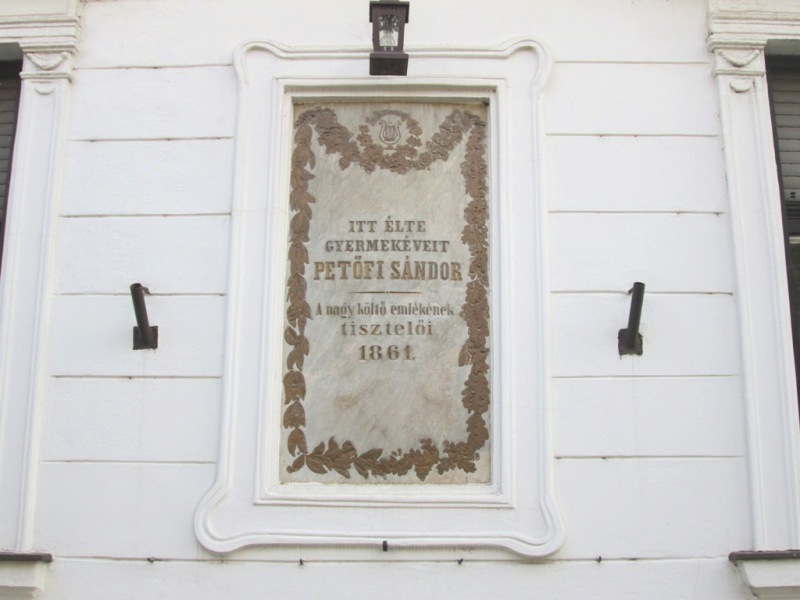 ITT ÉLTE
GYERMEKÉVEIT
PETŐFI SÁNDOR
A nagy költő emlékének
tisztelői
1861.